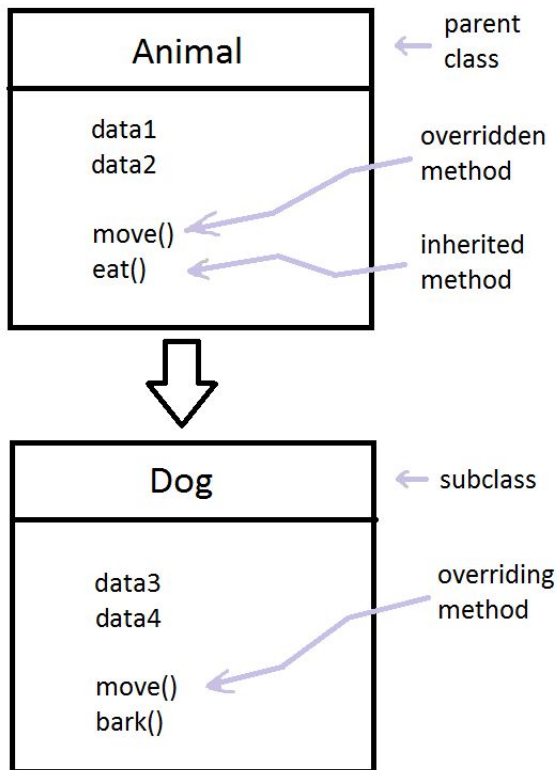 Animal
parent
class
data1
data2
overridden
method
move()
eat()
inherited
method
Dog
subclass
data3
data4
overriding
method
move()
bark()